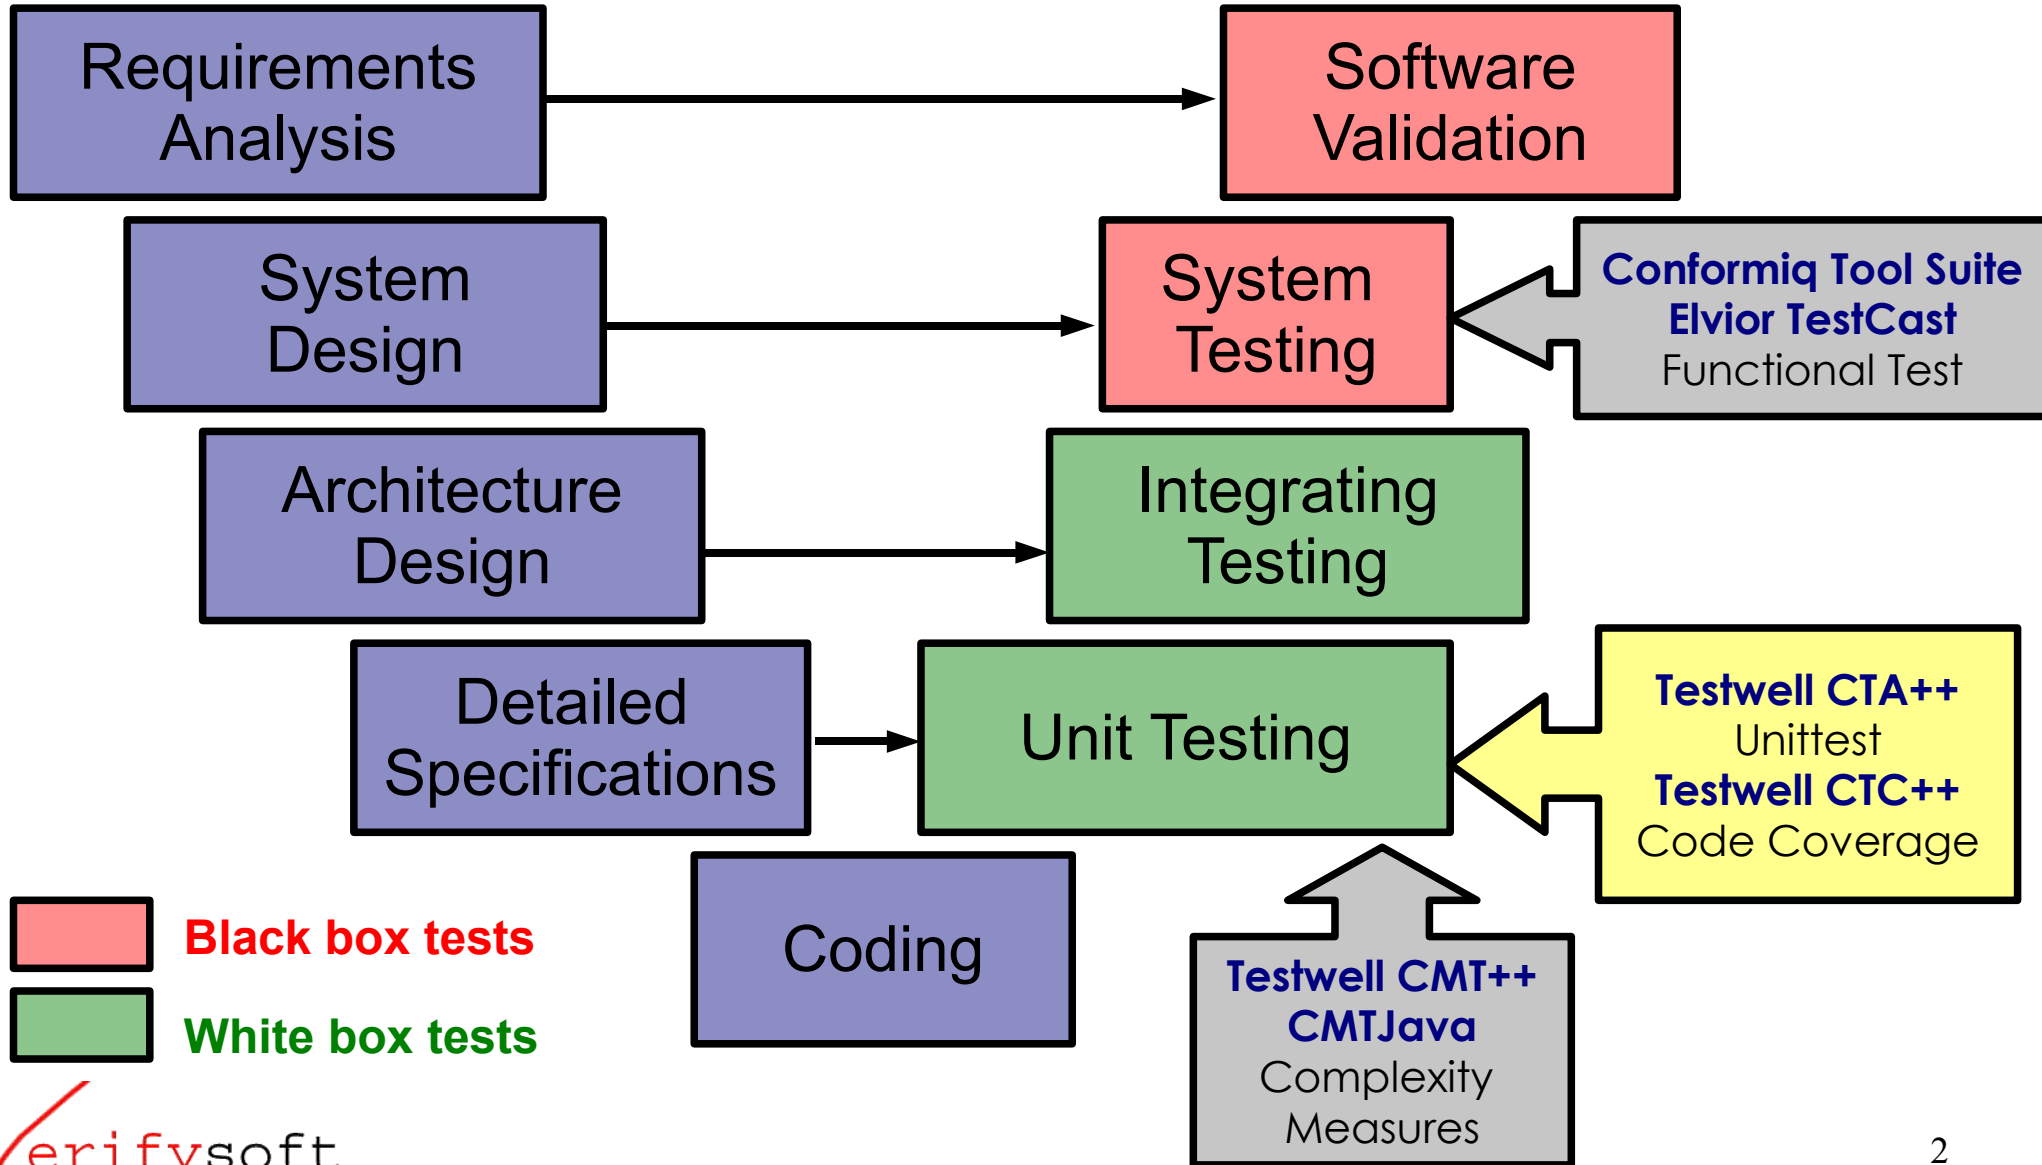 Requirements
Analysis
Software
Validation
System
Design
System
Testing
Conformiq Tool Suite
Elvior TestCast
Functional Test
Architecture
Design
Integrating
Testing
Detailed
Specifications
Unit Testing
Testwell CTA++
Unittest
Testwell CTC++
Code Coverage
Coding
Black box tests
White box tests
Testwell CMT++
CMTJava
Complexity
Measures
Verifysoft
2